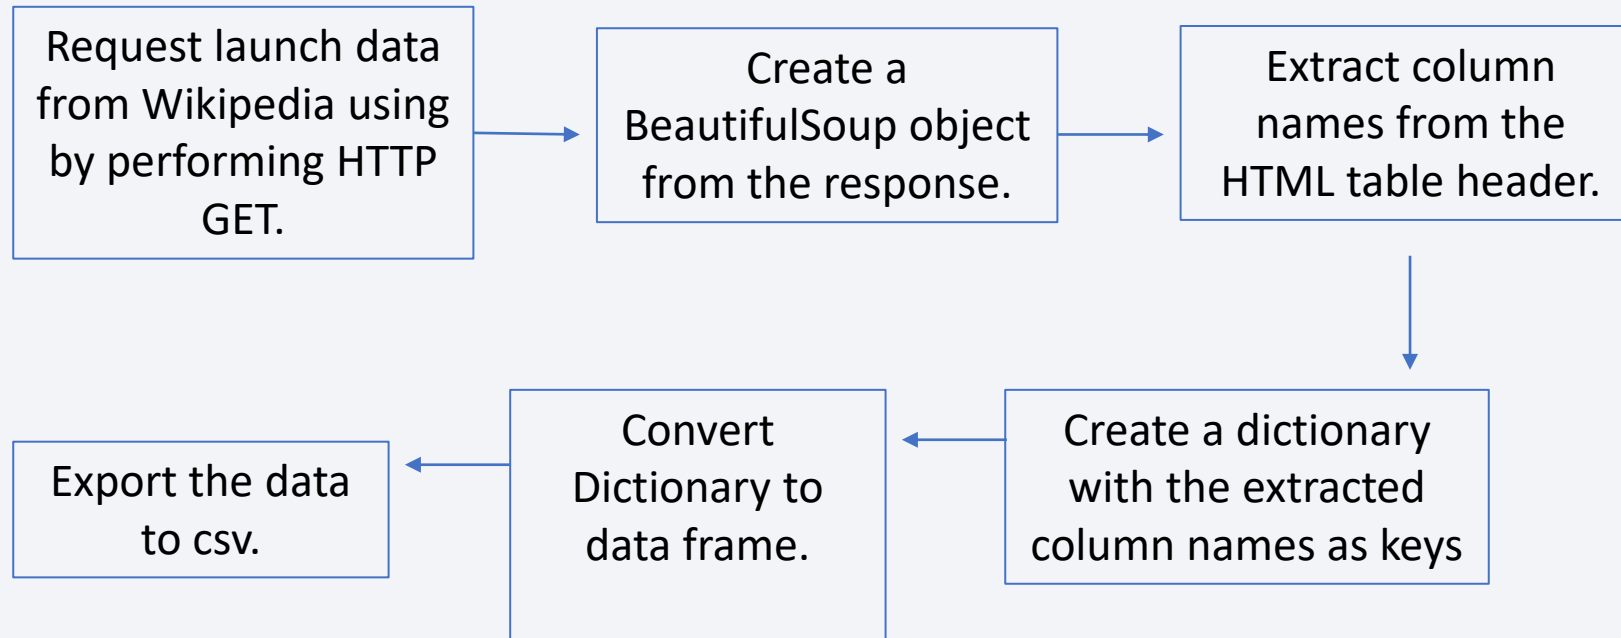 Request launch data
from Wikipedia using
by performing HTTP
GET.
Create a
BeautifulSoup object
from the response.
Extract column
names from the
HTML table header.
Create a dictionary
with the extracted
column names as keys
Convert
Dictionary to
data frame.
Export the data
to csv.